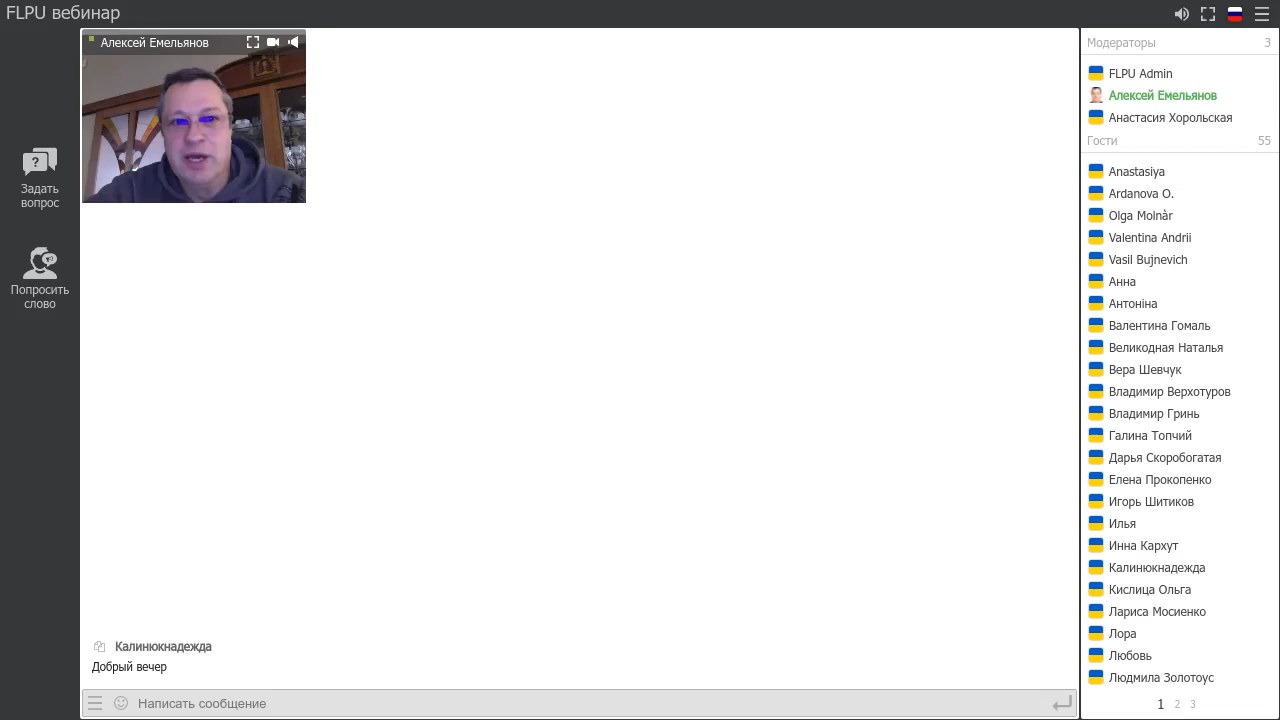 FLPU вебинар
Алексей Емельянов
Задать
вопрос
Попросить
слово
Калинюкнадежда
Добрый вечер
Написать сообщение
Модераторы 3
FLPU Admin
Алексей Емельянов
Анастасия Хорольская
Гости 55
Anastasiya
Ardanova O.
Olga Molnàr
Valentina Andrii
Vasil Bujnevich
Анна
Антоніна
Валентина Гомаль
Великодная Наталья
Вера Шевчук
Владимир Верхотуров
Владимир Гринь
Галина Топчий
Дарья Скоробогатая
Елена Прокопенко
Игорь Шитиков
Илья
Инна Кархут
Калинюкнадежда
Кислица Ольга
Лариса Мосиенко
Лора
Любовь
Людмила Золотоус
1 2 3